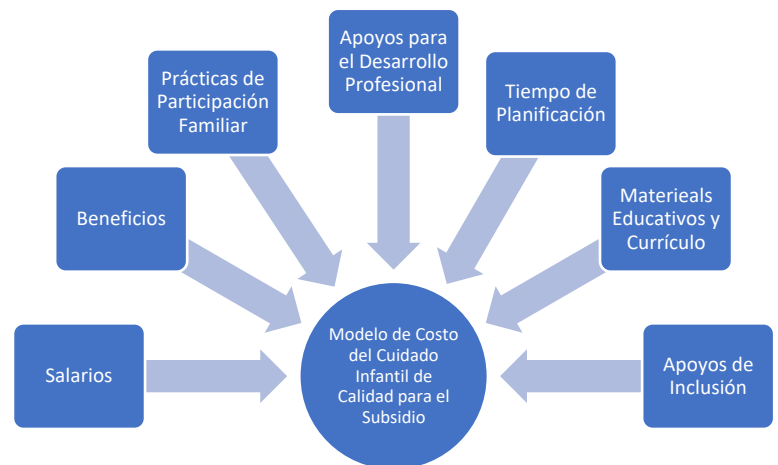 Apoyos para
el Desarrollo
Profesional
Prácticas de
Participación
Familiar
Tiempo de
Planificación
Beneficios
Materieals
Educativos y
Currículo
Salarios
Modelo de Costo
del Cuidado
Infantil de
Calidad para el
Subsidio
Apoyos de
Inclusión